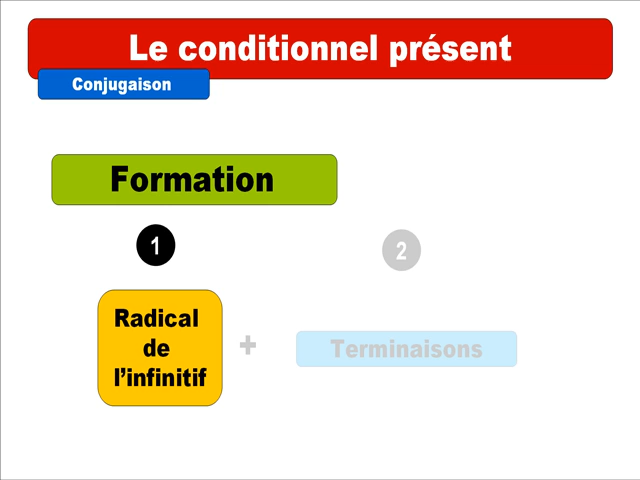 Le conditionnel présent
Conjugaison
Formation
1
2
Radical
de
l’infinitif
+
Terminaisons